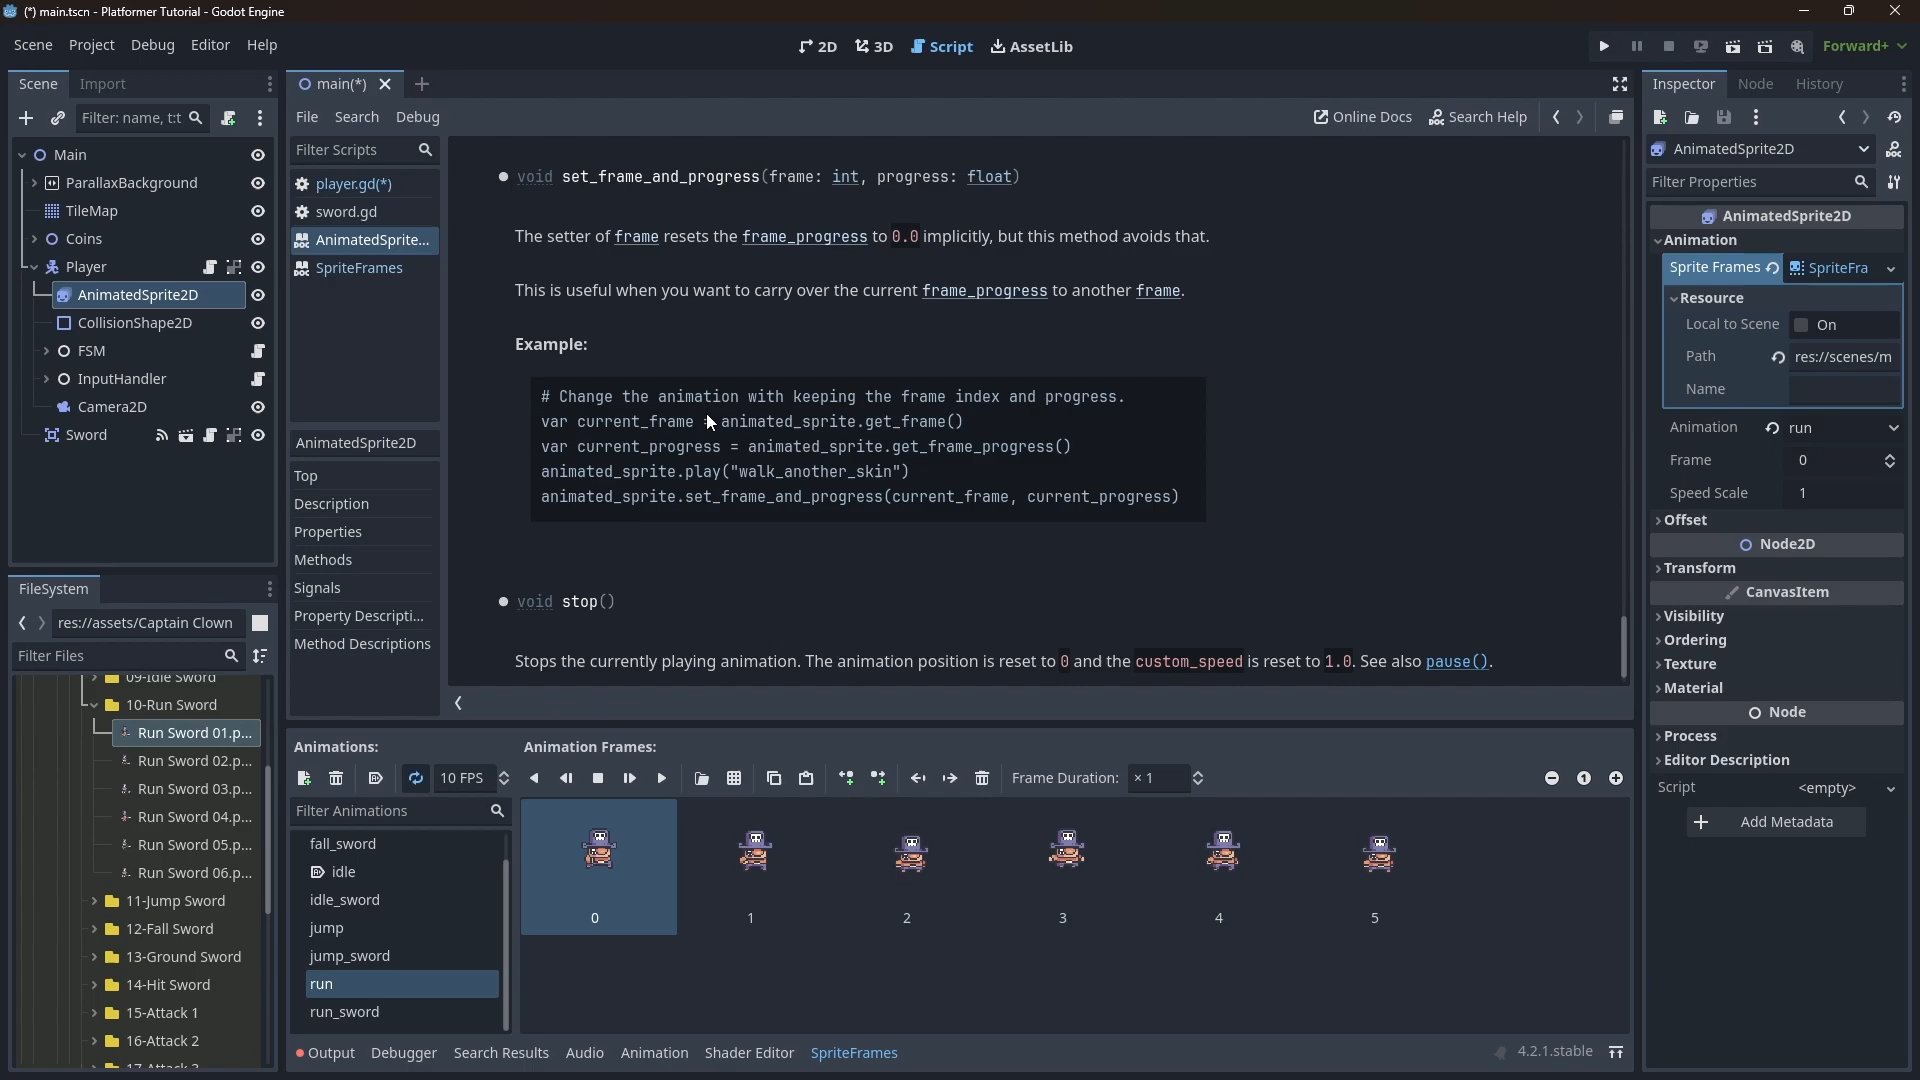 (*) main.tscn - Platformer Tutorial - Godot Engine
Scene Project Debug Editor Help
2D 3D Script AssetLib
Forward+
Scene Import
Filter: name, t:t
Main
ParallaxBackground
TileMap
Coins
Player
AnimatedSprite2D
CollisionShape2D
FSM
InputHandler
Camera2D
Sword
FileSystem
res://assets/Captain Clown
Filter Files
09-Idle Sword
10-Run Sword
Run Sword 01.p...
Run Sword 02.p...
Run Sword 03.p...
Run Sword 04.p...
Run Sword 05.p...
Run Sword 06.p...
11-Jump Sword
12-Fall Sword
13-Ground Sword
14-Hit Sword
15-Attack 1
16-Attack 2
17-Attack 3
main(*)
File Search Debug
Online Docs Search Help
Filter Scripts
player.gd(*)
sword.gd
AnimatedSprite...
SpriteFrames
AnimatedSprite2D
Top
Description
Properties
Methods
Signals
Property Descripti...
Method Descriptions
void set_frame_and_progress(frame: int, progress: float)
The setter of frame resets the frame_progress to 0.0 implicitly, but this method avoids that.
This is useful when you want to carry over the current frame_progress to another frame.
Example:
# Change the animation with keeping the frame index and progress.
var current_frame = animated_sprite.get_frame()
var current_progress = animated_sprite.get_frame_progress()
animated_sprite.play("walk_another_skin")
animated_sprite.set_frame_and_progress(current_frame, current_progress)
void stop()
Stops the currently playing animation. The animation position is reset to 0 and the custom_speed is reset to 1.0. See also pause().
Animations:
10 FPS
Filter Animations
fall_sword
idle
idle_sword
jump
jump_sword
run
run_sword
Animation Frames:
Frame Duration: × 1
0 1 2 3 4 5
Output Debugger Search Results Audio Animation Shader Editor SpriteFrames
4.2.1.stable
Inspector Node History
AnimatedSprite2D
Filter Properties
AnimatedSprite2D
Animation
Sprite Frames SpriteFra
Resource
Local to Scene On
Path res://scenes/m
Name
Animation run
Frame 0
Speed Scale 1
Offset
Node2D
Transform
CanvasItem
Visibility
Ordering
Texture
Material
Node
Process
Editor Description
Script <empty>
Add Metadata